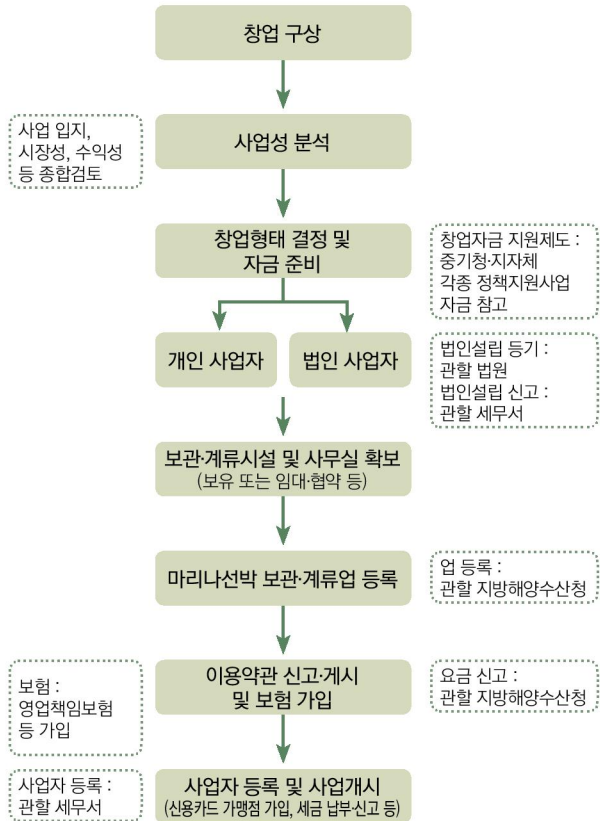 창업 구상
사업 입지,
시장성, 수익성
등 종합검토
사업성 분석
창업형태 결정 및
자금 준비
창업자금 지원제도 :
중기청·지자체
각종 정책지원사업
자금 참고
개인 사업자
법인 사업자
법인설립 등기 :
관할 법원
법인설립 신고 :
관할 세무서
보관·계류시설 및 사무실 확보
(보유 또는 임대·협약 등)
마리나선박 보관·계류업 등록
업 등록 :
관할 지방해양수산청
보험 :
영업책임보험
등 가입
이용약관 신고·게시
및 보험 가입
요금 신고 :
관할 지방해양수산청
사업자 등록 :
관할 세무서
사업자 등록 및 사업개시
(신용카드 가맹점 가입, 세금 납부·신고 등)